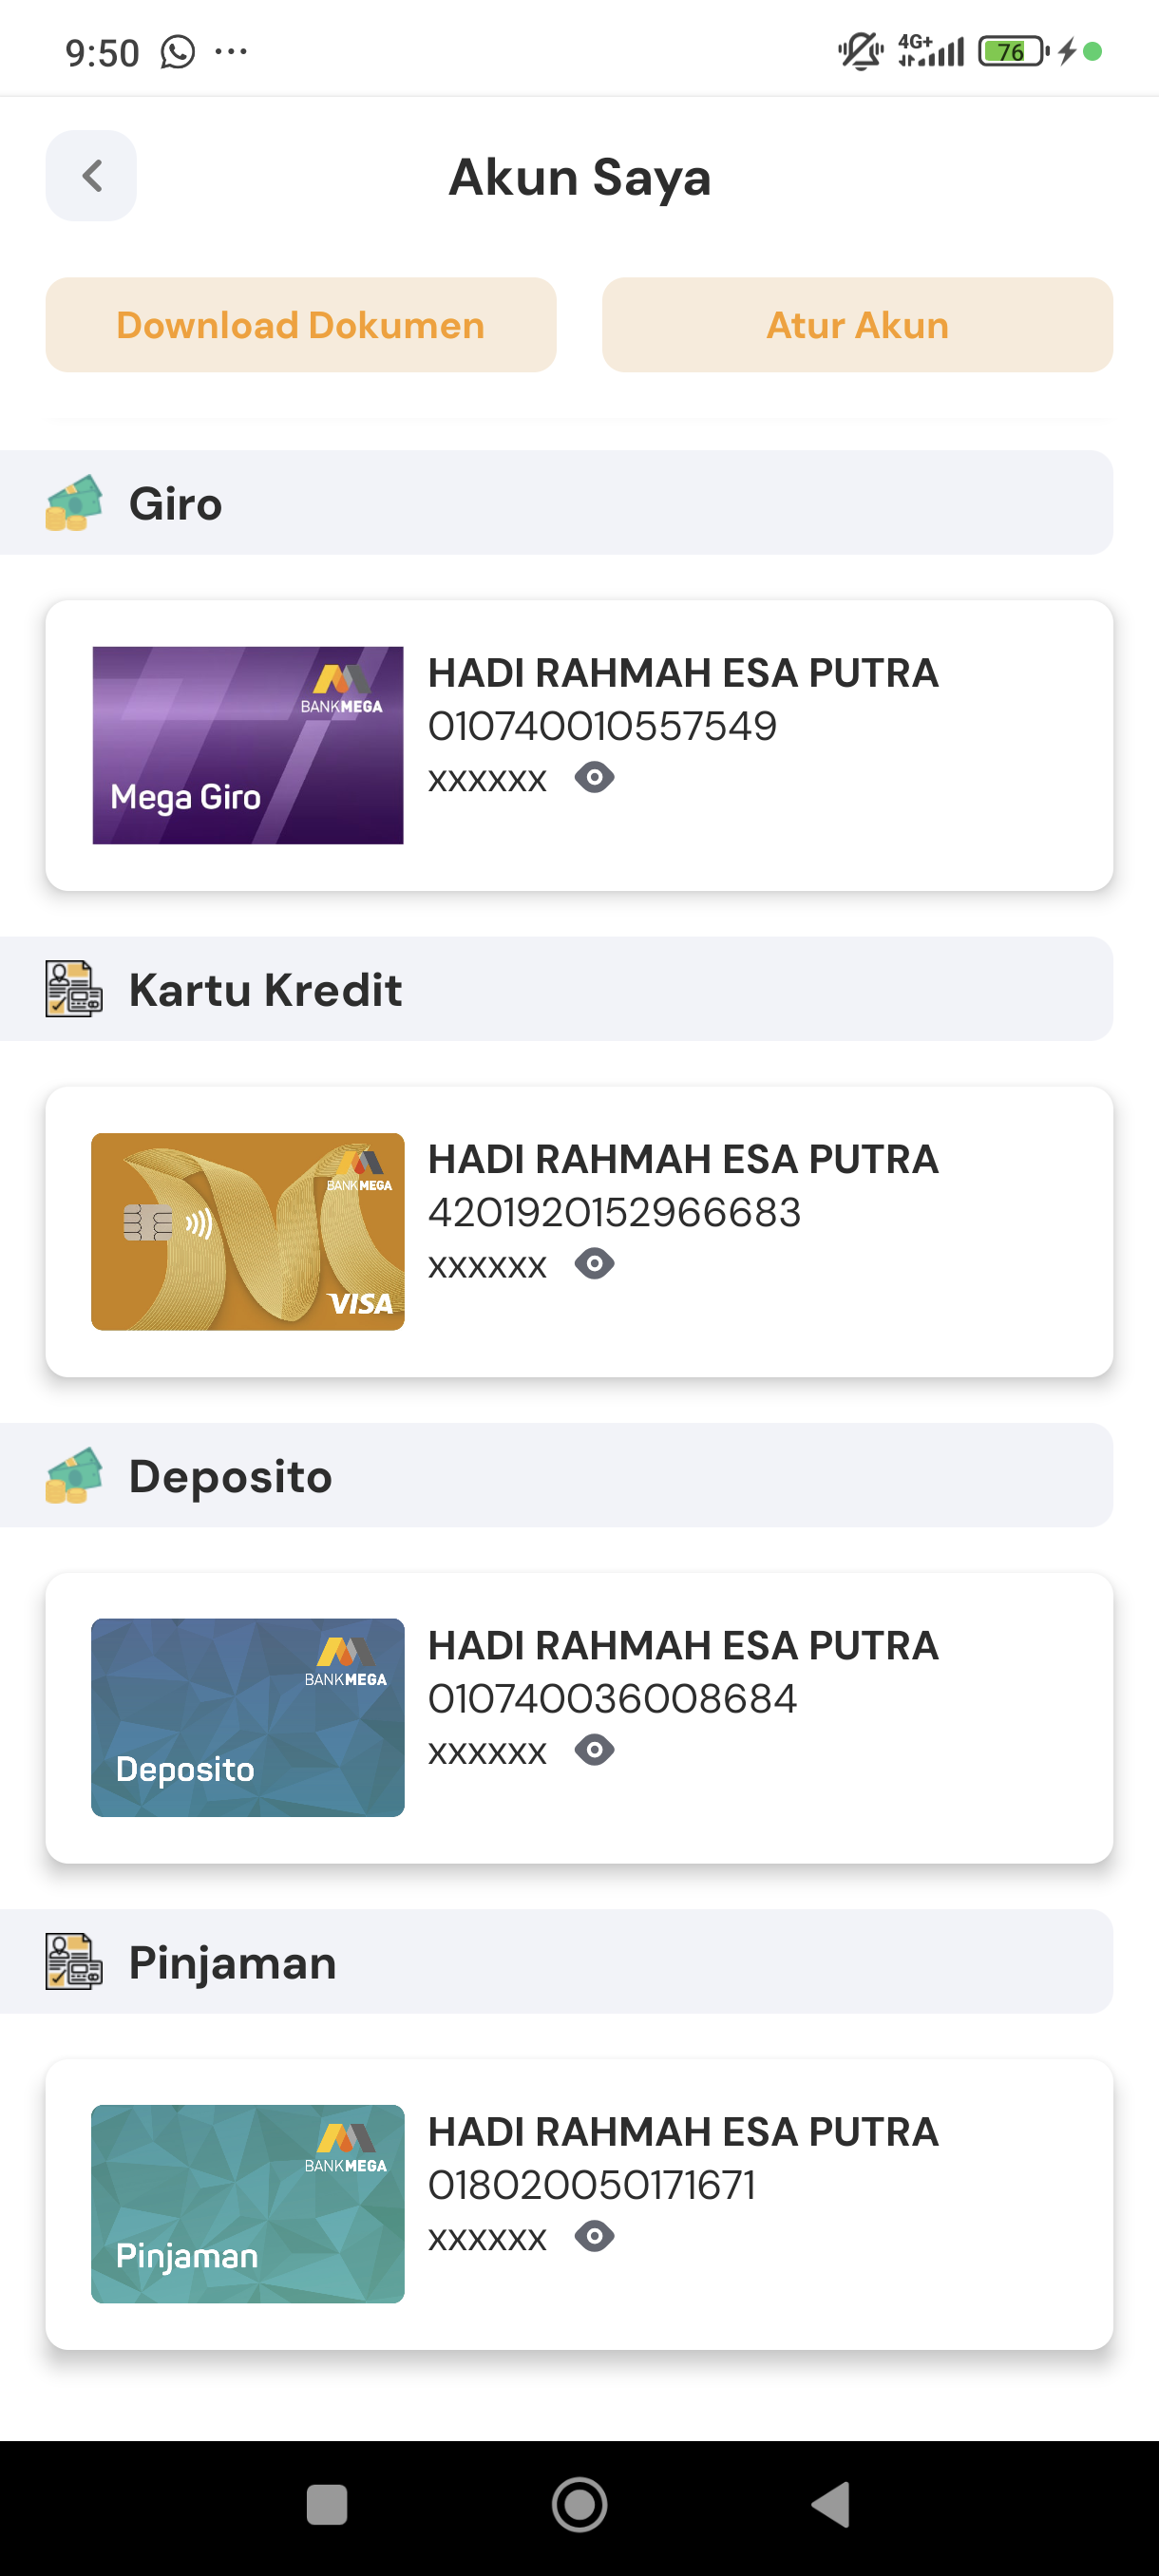 9:50
4G+
76
Akun Saya
Download Dokumen
Atur Akun
Giro
BANKMEGA
Mega Giro
HADI RAHMAH ESA PUTRA
010740010557549
xxxxxx
Kartu Kredit
BANKMEGA
VISA
HADI RAHMAH ESA PUTRA
4201920152966683
xxxxxx
Deposito
BANKMEGA
Deposito
HADI RAHMAH ESA PUTRA
010740036008684
xxxxxx
Pinjaman
BANKMEGA
Pinjaman
HADI RAHMAH ESA PUTRA
018020050171671
xxxxxx